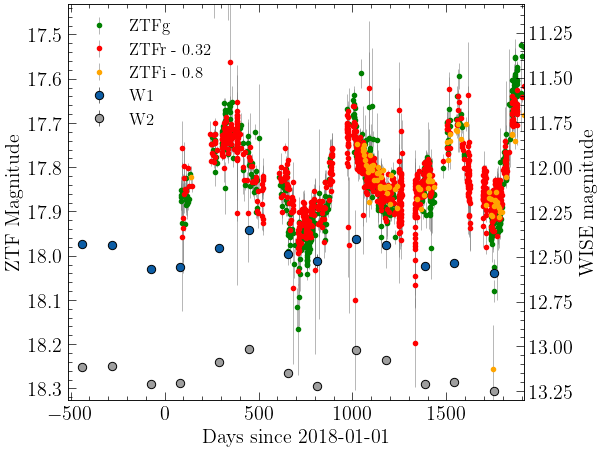 17.5
17.6
17.7
17.8
17.9
18.0
18.1
18.2
18.3
ZTF Magnitude
ZTFg
ZTFr - 0.32
ZTFi - 0.8
W1
W2
11.25
11.50
11.75
12.00
12.25
12.50
12.75
13.00
13.25
WISE magnitude
−500
0
500
1000
1500
Days since 2018-01-01